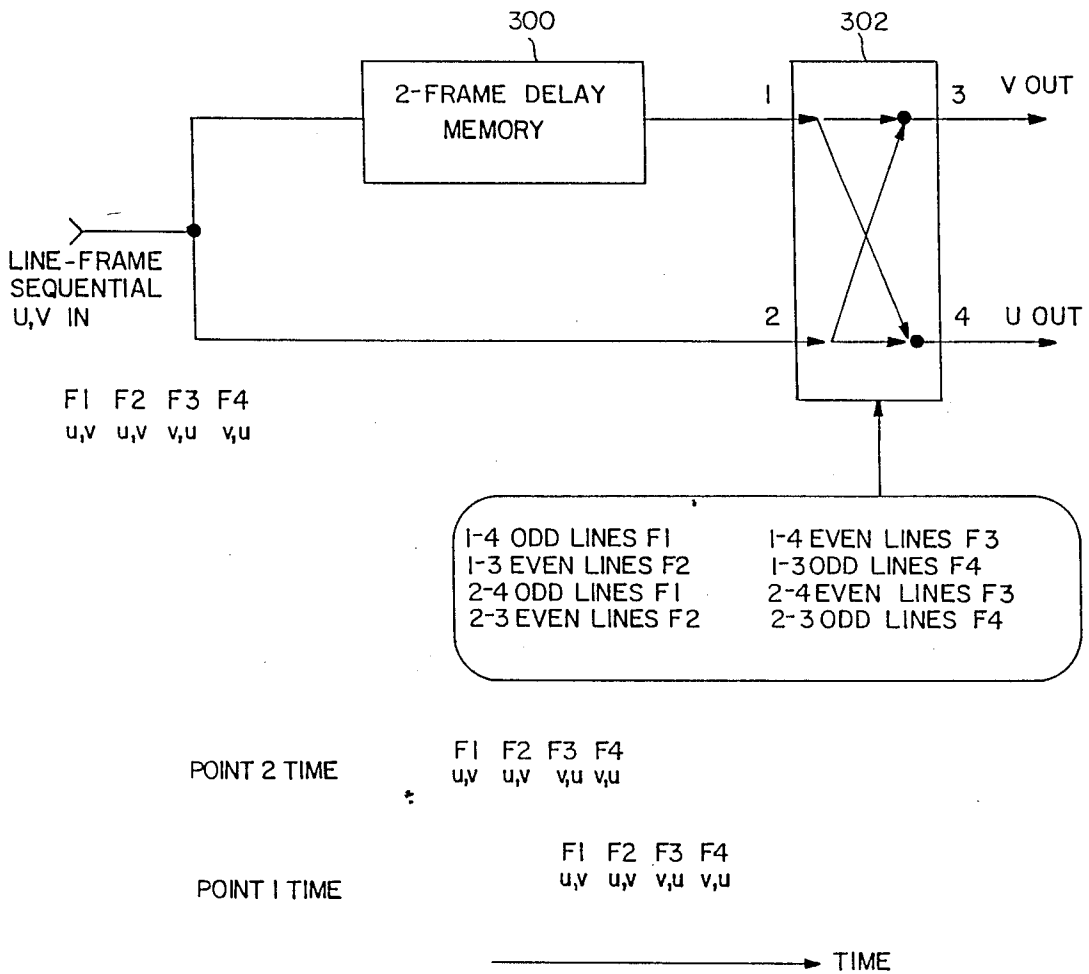 300
302
2-FRAME DELAY
MEMORY
1
3
V OUT
LINE-FRAME
SEQUENTIAL
U,V IN
2
4
U OUT
F1 F2 F3 F4
u,v u,v v,u v,u
1-4 ODD LINES F1
1-3 EVEN LINES F2
2-4 ODD LINES F1
2-3 EVEN LINES F2
1-4 EVEN LINES F3
1-3 ODD LINES F4
2-4 EVEN LINES F3
2-3 ODD LINES F4
POINT 2 TIME
F1 F2 F3 F4
u,v u,v v,u v,u
POINT 1 TIME
F1 F2 F3 F4
u,v u,v v,u v,u
TIME